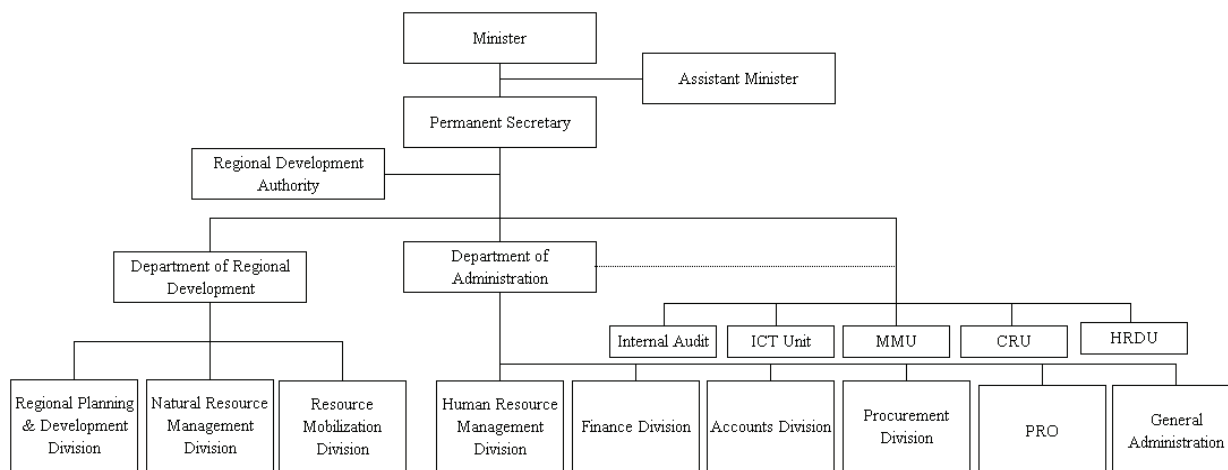 Minister
Assistant Minister
Permanent Secretary
Regional Development
Authority
Department of Regional
Development
Department of
Administration
Internal Audit
ICT Unit
MMU
CRU
HRDU
Regional Planning
& Development
Division
Natural Resource
Management
Division
Resource
Mobilization
Division
Human Resource
Management
Division
Finance Division
Accounts Division
Procurement
Division
PRO
General
Administration